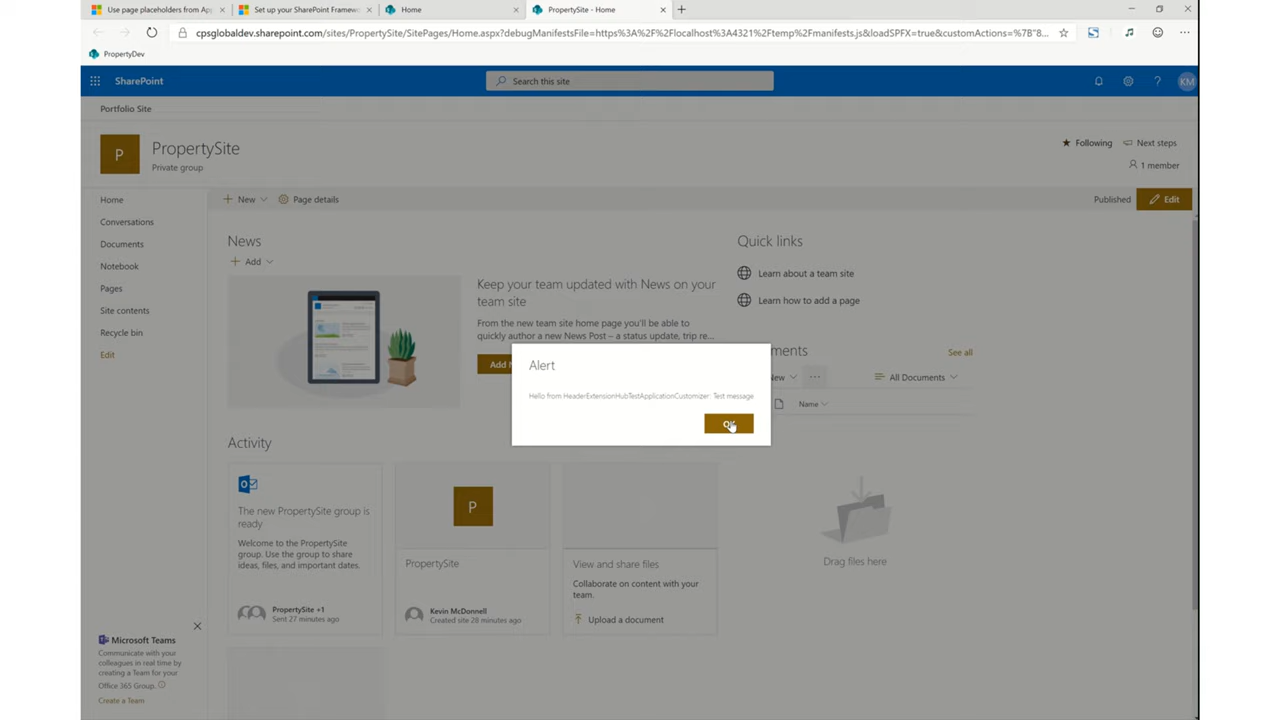 Use page placeholders from Ap
Set up your SharePoint Framew
Home
PropertySite - Home
cpsglobaldev.sharepoint.com/sites/PropertySite/SitePages/Home.aspx?debugManifestsFile=https%3A%2F%2Flocalhost%3A4321%2Ftemp%2Fmanifests.js&loadSPFX=true&customActions=%7B"8...
PropertyDev
SharePoint
Search this site
KM
Portfolio Site
P
PropertySite
Private group
Following
Next steps
1 member
Home
Conversations
Documents
Notebook
Pages
Site contents
Recycle bin
Edit
New
Page details
Published
Edit
News
Add
Keep your team updated with News on your
team site
From the new team site home page you'll be able to
quickly author a new News Post – a status update, trip re...
Add
Quick links
Learn about a team site
Learn how to add a page
ments
See all
New
All Documents
Name
Drag files here
Alert
Hello from HeaderExtensionHubTestApplicationCustomizer: Test message
OK
Activity
The new PropertySite group is
ready
Welcome to the PropertySite
group. Use the group to share
ideas, files, and important dates.
PropertySite +1
Sent 27 minutes ago
P
PropertySite
Kevin McDonnell
Created site 28 minutes ago
View and share files
Collaborate on content with your
team.
Upload a document
Microsoft Teams
Communicate with your
colleagues in real time by
creating a Team for your
Office 365 Group.
Create a Team